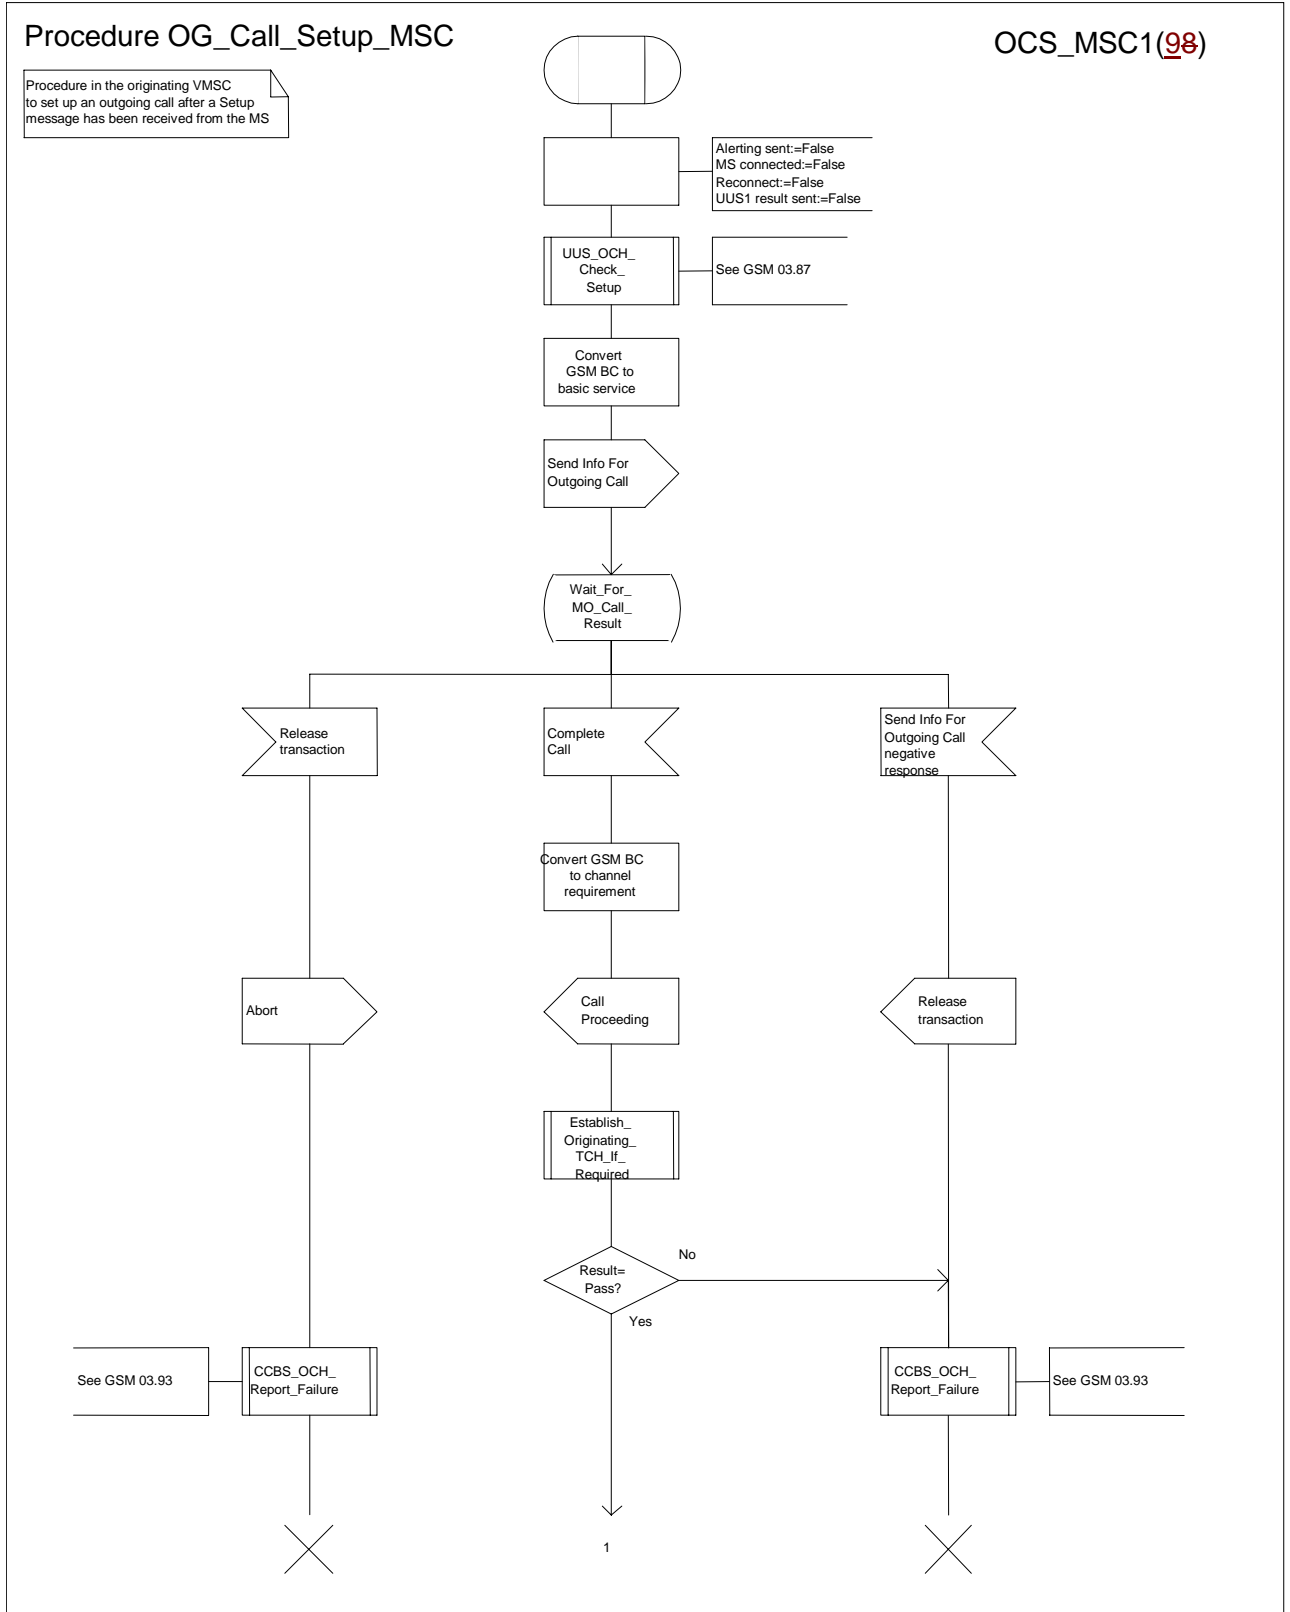 Procedure OG_Call_Setup_MSC
OCS_MSC1(98)
Procedure in the originating VMSC
to set up an outgoing call after a Setup
message has been received from the MS
Alerting sent:=False
MS connected:=False
Reconnect:=False
UUS1 result sent:=False
UUS_OCH_
Check_
Setup
See GSM 03.87
Convert
GSM BC to
basic service
Send Info For
Outgoing Call
Wait_For_
MO_Call_
Result
Release
transaction
Complete
Call
Send Info For
Outgoing Call
negative
response
Convert GSM BC
to channel
requirement
Abort
Call
Proceeding
Release
transaction
Establish_
Originating_
TCH_If_
Required
Result=
Pass?
No
Yes
See GSM 03.93
CCBS_OCH_
Report_Failure
CCBS_OCH_
Report_Failure
See GSM 03.93
1